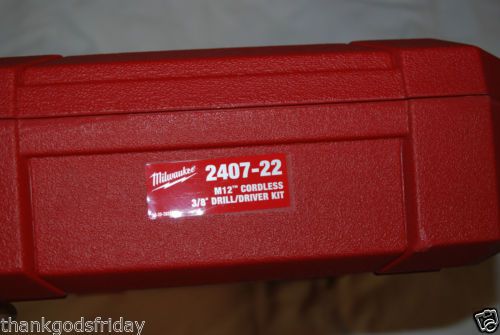 Milwaukee
2407-22
M12™ CORDLESS
3/8" DRILL/DRIVER KIT
thankgodsfriday